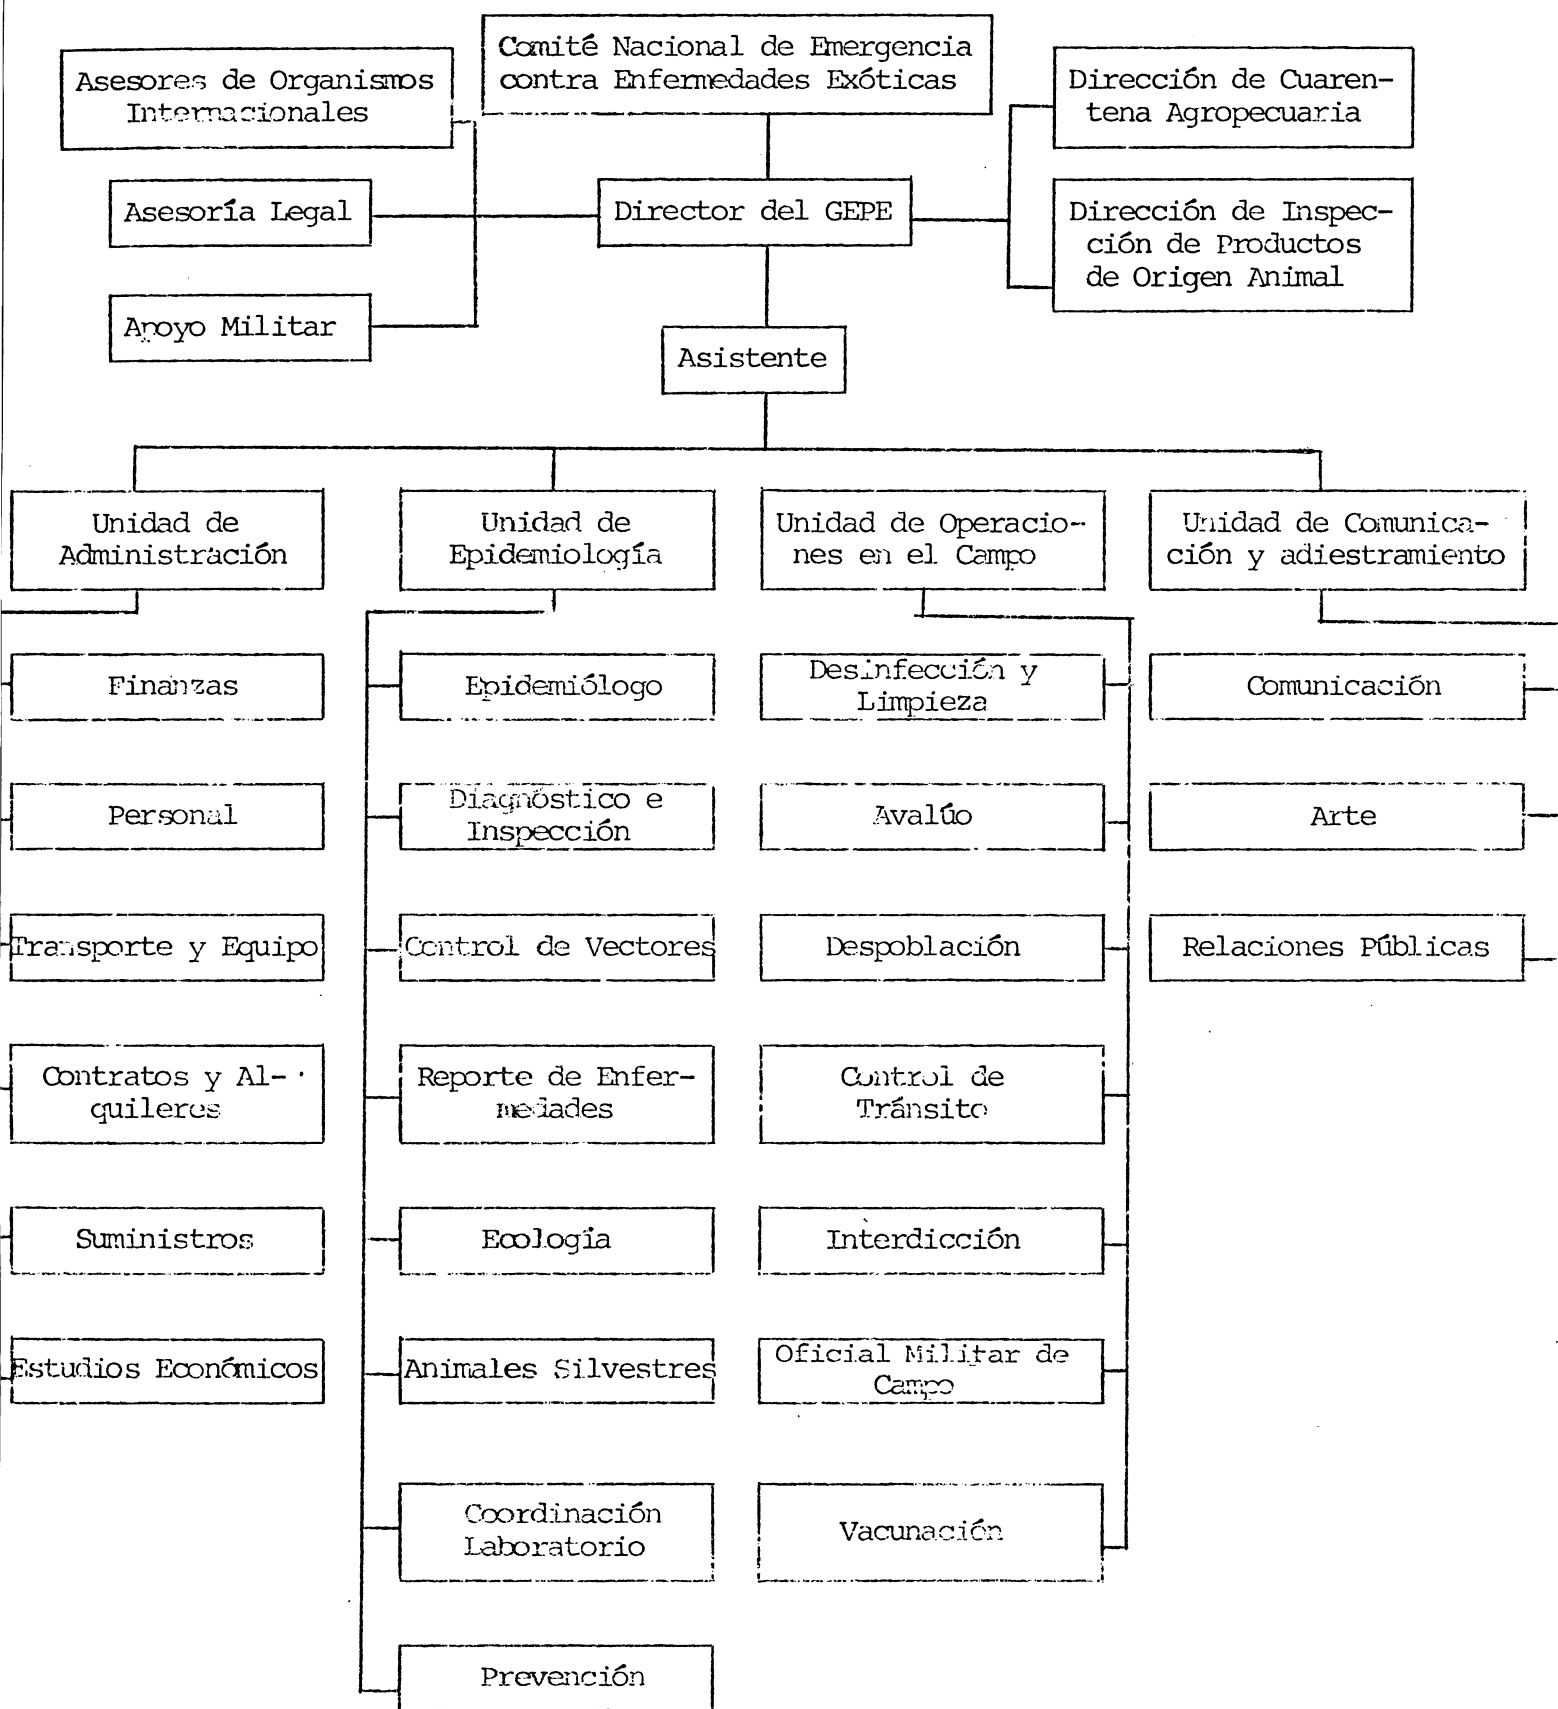 Comité Nacional de Emergencia
contra Enfermedades Exóticas
Asesores de Organismos
Internacionales
Dirección de Cuaren-
tena Agropecuaria
Asesoría Legal
Director del GEPE
Dirección de Inspec-
ción de Productos
de Origen Animal
Apoyo Militar
Asistente
Unidad de
Administración
Unidad de
Epidemiología
Unidad de Operacio-
nes en el Campo
Unidad de Comunica-
ción y adiestramiento
Finanzas
Personal
Transporte y Equipo
Contratos y Al-
quileres
Suministros
Estudios Económicos
Epidemiólogo
Diagnóstico e
Inspección
Control de Vectores
Reporte de Enfer-
medades
Ecología
Animales Silvestres
Coordinación
Laboratorio
Prevención
Desinfección y
Limpieza
Avalúo
Despoblación
Control de
Tránsito
Interdicción
Oficial Militar de
Campo
Vacunación
Comunicación
Arte
Relaciones Públicas